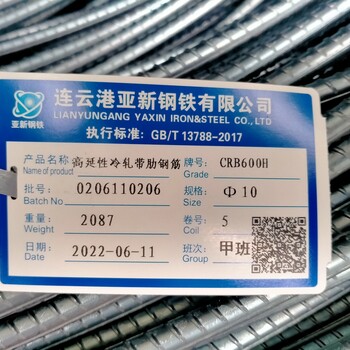 连云港亚新钢铁有限公司
亚新钢铁
LIANYUNGANG YAXIN IRON&STEEL CO.,LTD
执行标准: GB/T 13788-2017
产品名称: 高延性冷轧带肋钢筋 牌号: CRB600H
Name of product Grade
批号: 0206110206 规格: Φ10
Batch No. Size
重量: 2087 卷号: 5
Weight Coil
日期: 2022-06-11 班次: 甲班
Date Group